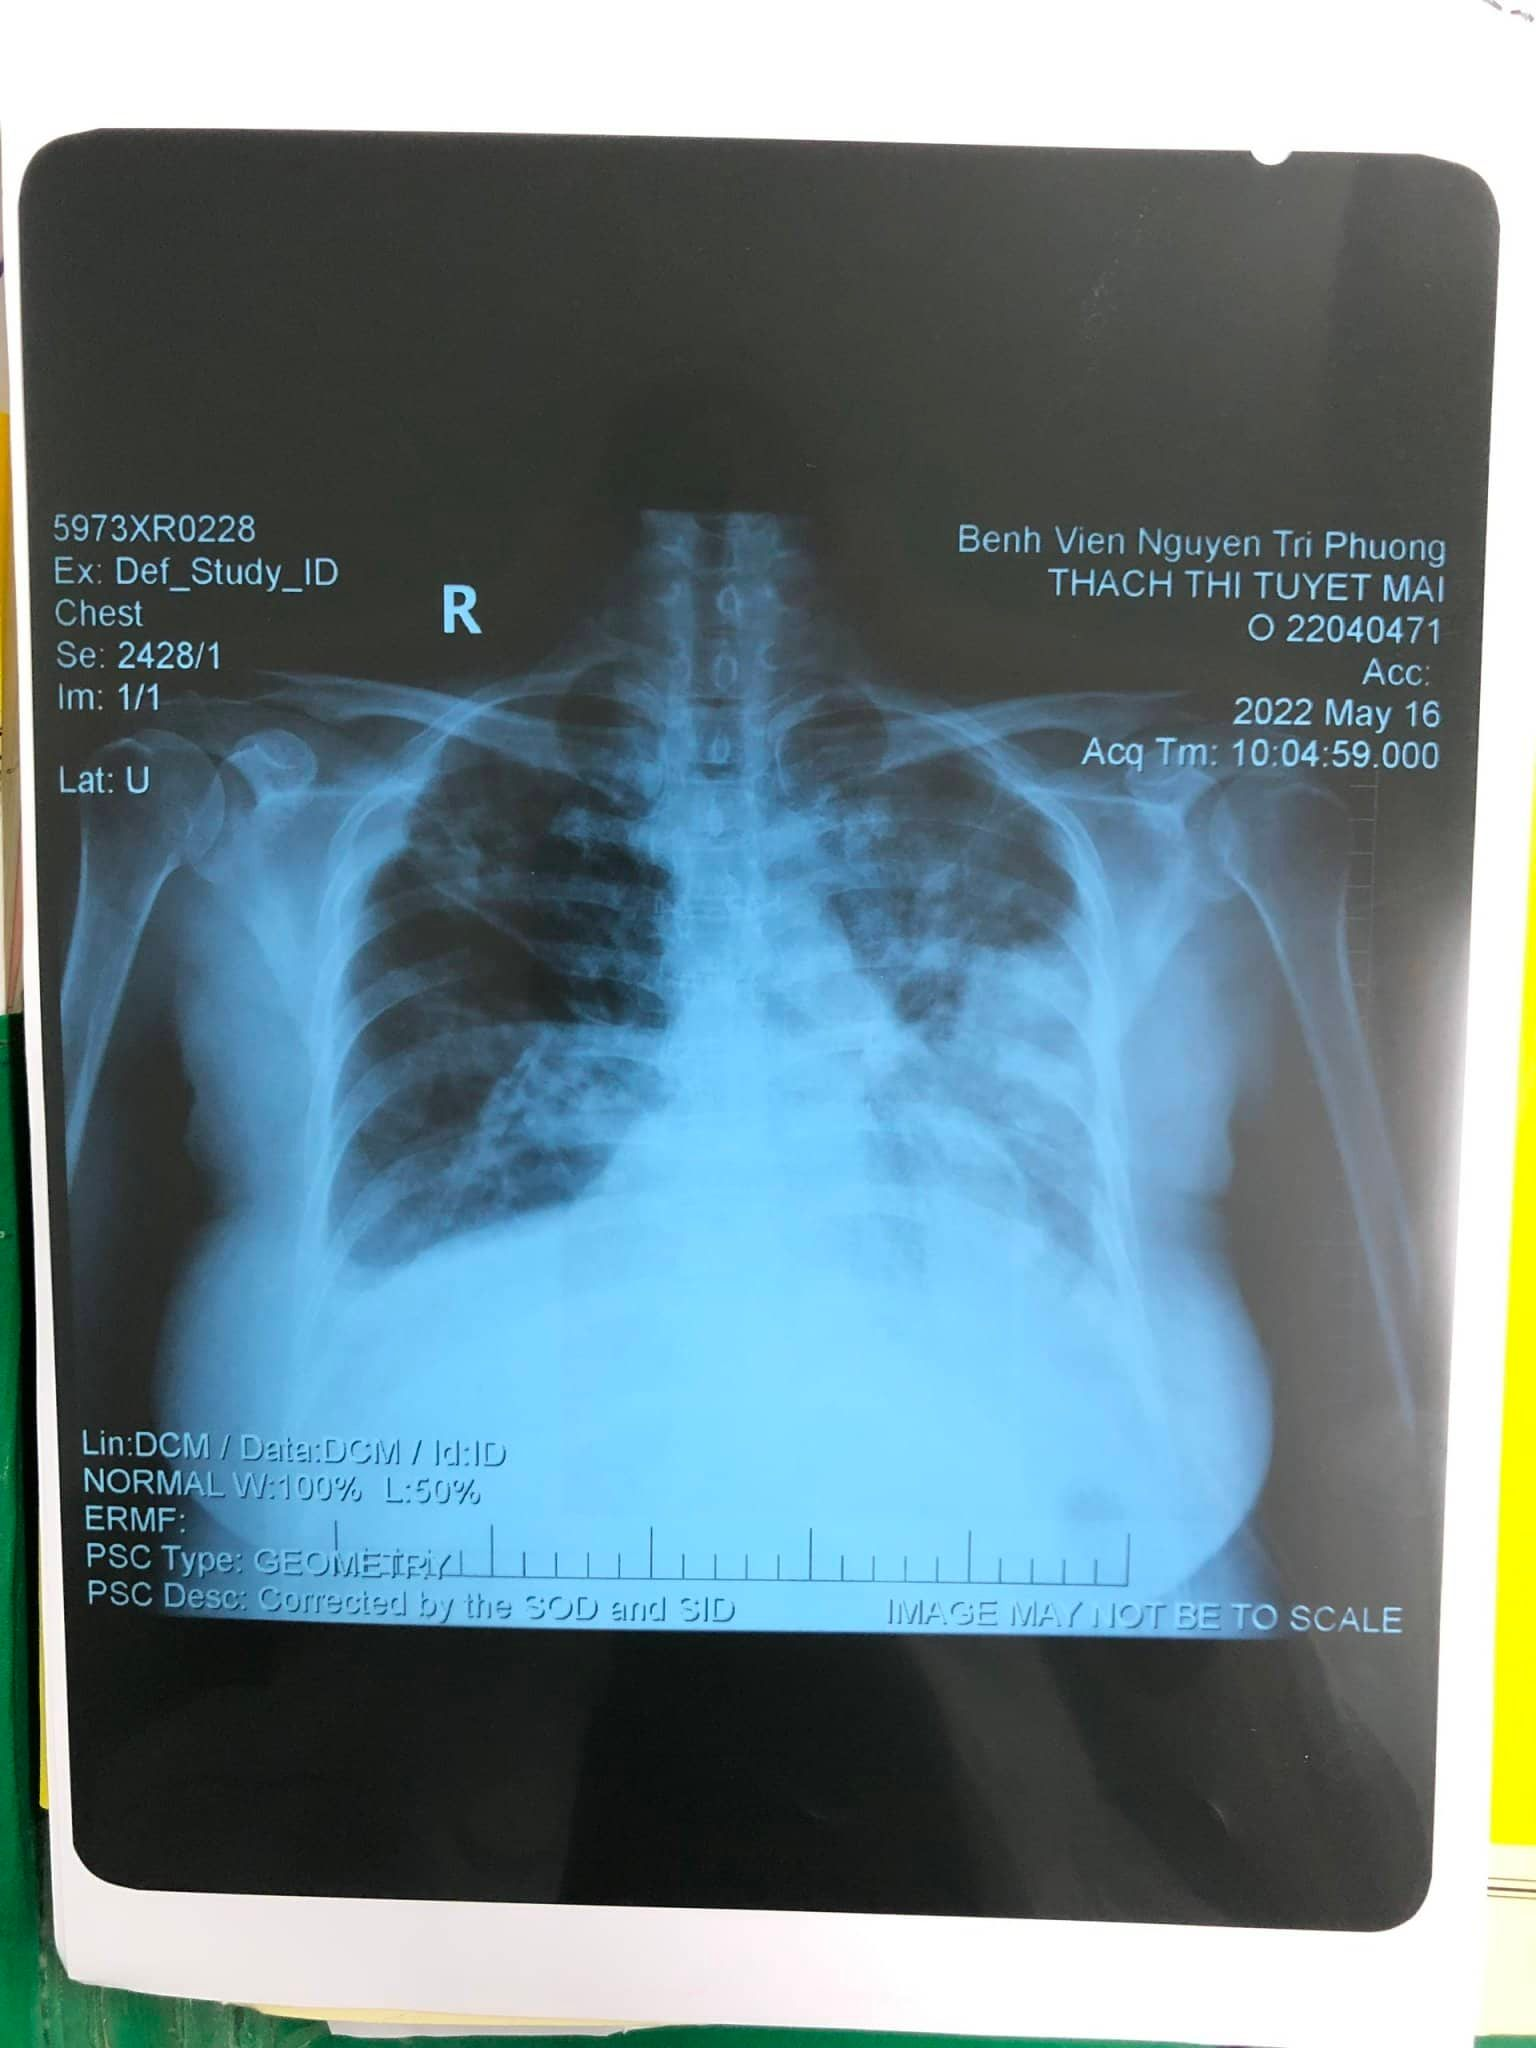 5973XR0228
Ex: Def_Study_ID
Chest
Se: 2428/1
Im: 1/1
Lat: U
R
Benh Vien Nguyen Tri Phuong
THACH THI TUYET MAI
O 22040471
Acc:
2022 May 16
Acq Tm: 10:04:59.000
Lin:DCM / Data:DCM / Id:ID
NORMAL W:100% L:50%
ERMF:
PSC Type: GEOMETRY
PSC Desc: Corrected by the SOD and SID
IMAGE MAY NOT BE TO SCALE